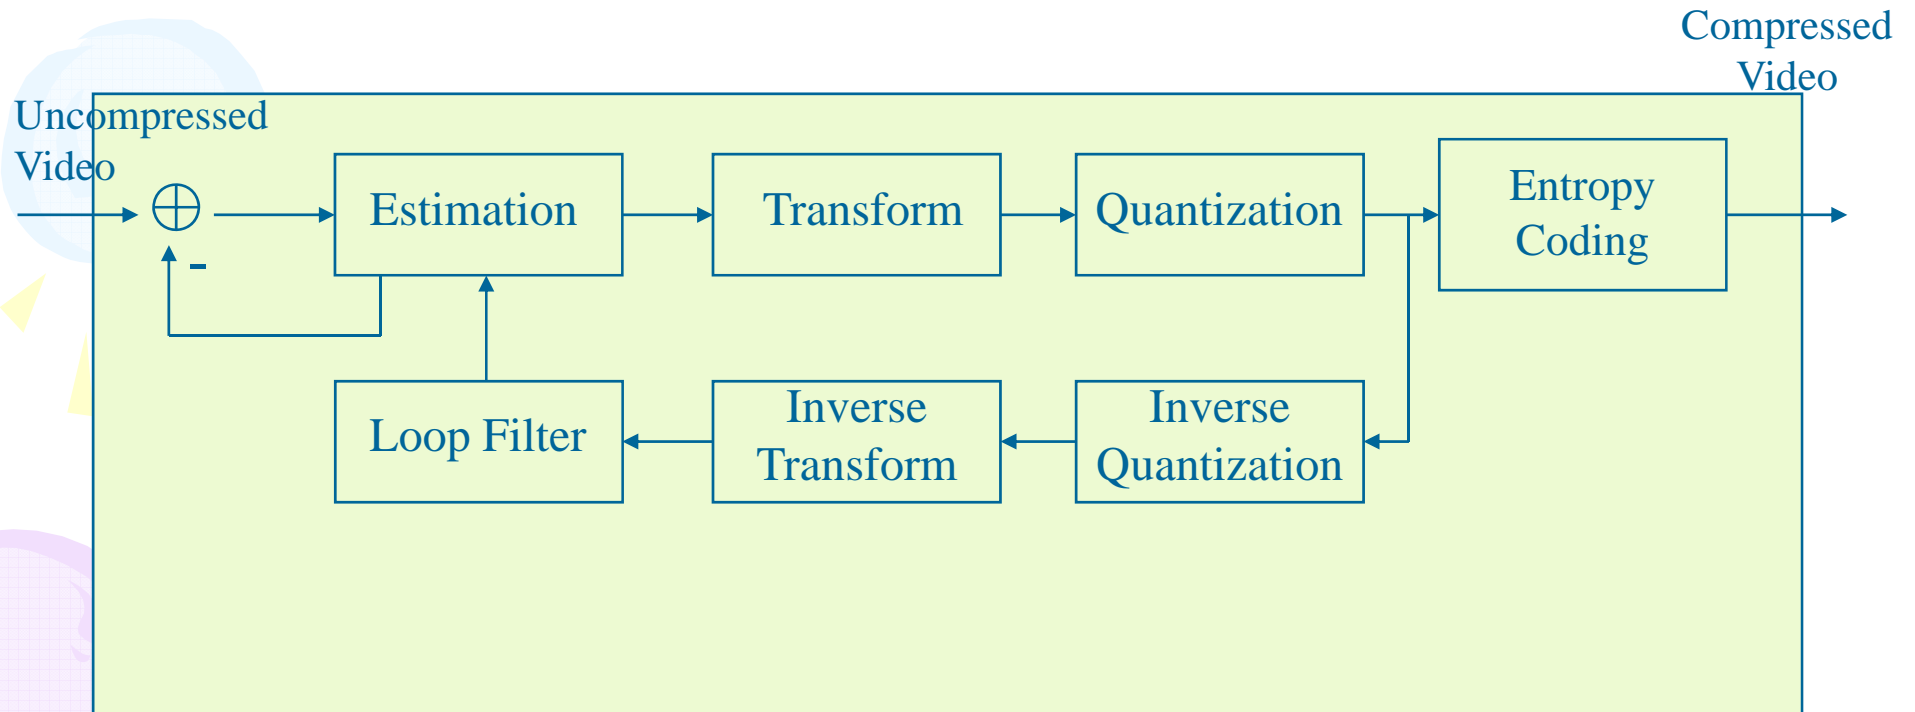 Compressed
Video
Uncompressed
Video
-
Estimation
Transform
Quantization
Entropy
Coding
Loop Filter
Inverse
Transform
Inverse
Quantization